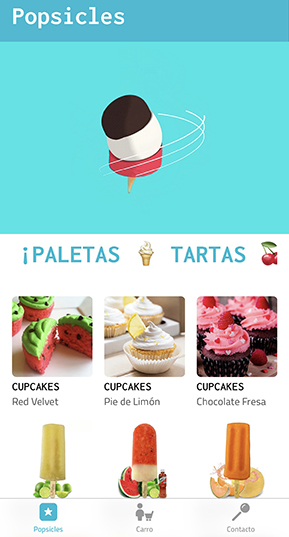 Popsicles
¡PALETAS 🍦 TARTAS 🍒
CUPCAKES
Red Velvet
CUPCAKES
Pie de Limón
CUPCAKES
Chocolate Fresa
Popsicles
Carro
Contacto